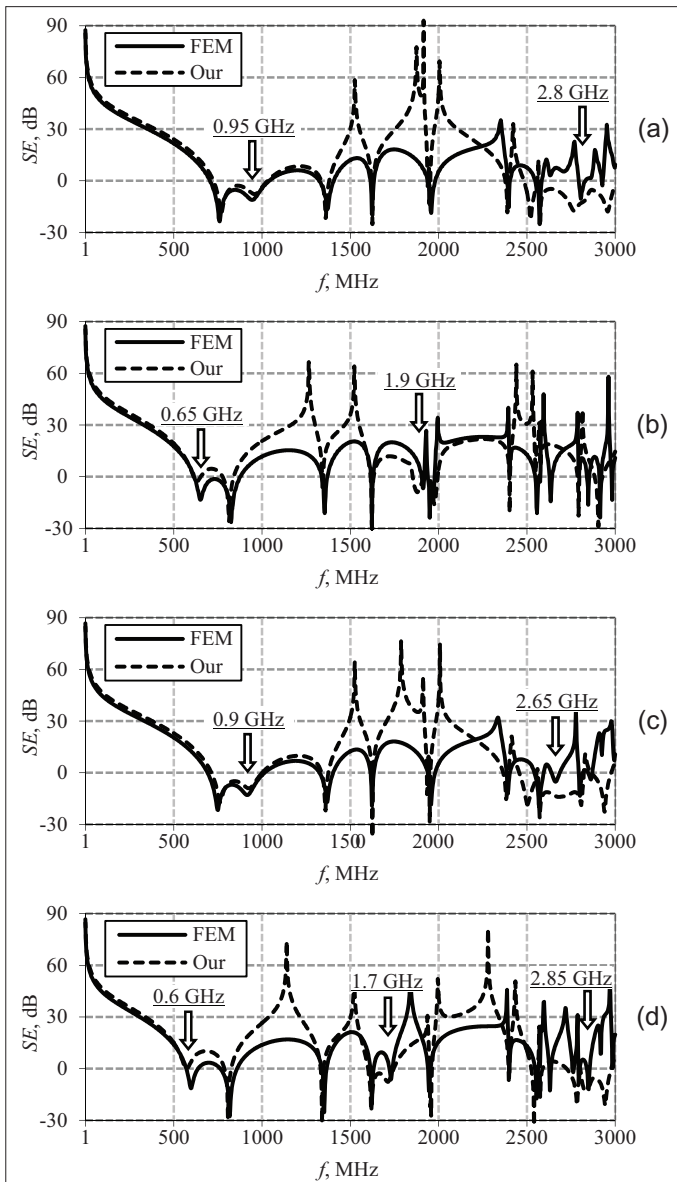 90
60
30
0
-30
SE, dB
FEM
Our
0.95 GHz
2.8 GHz
(a)
1
500
1000
1500
2000
2500
3000
f, MHz
90
60
30
0
-30
SE, dB
FEM
Our
0.65 GHz
1.9 GHz
(b)
1
500
1000
1500
2000
2500
3000
f, MHz
90
60
30
0
-30
SE, dB
FEM
Our
0.9 GHz
2.65 GHz
(c)
1
500
1000
1500
2000
2500
3000
f, MHz
90
60
30
0
-30
SE, dB
FEM
Our
0.6 GHz
1.7 GHz
2.85 GHz
(d)
1
500
1000
1500
2000
2500
3000
f, MHz